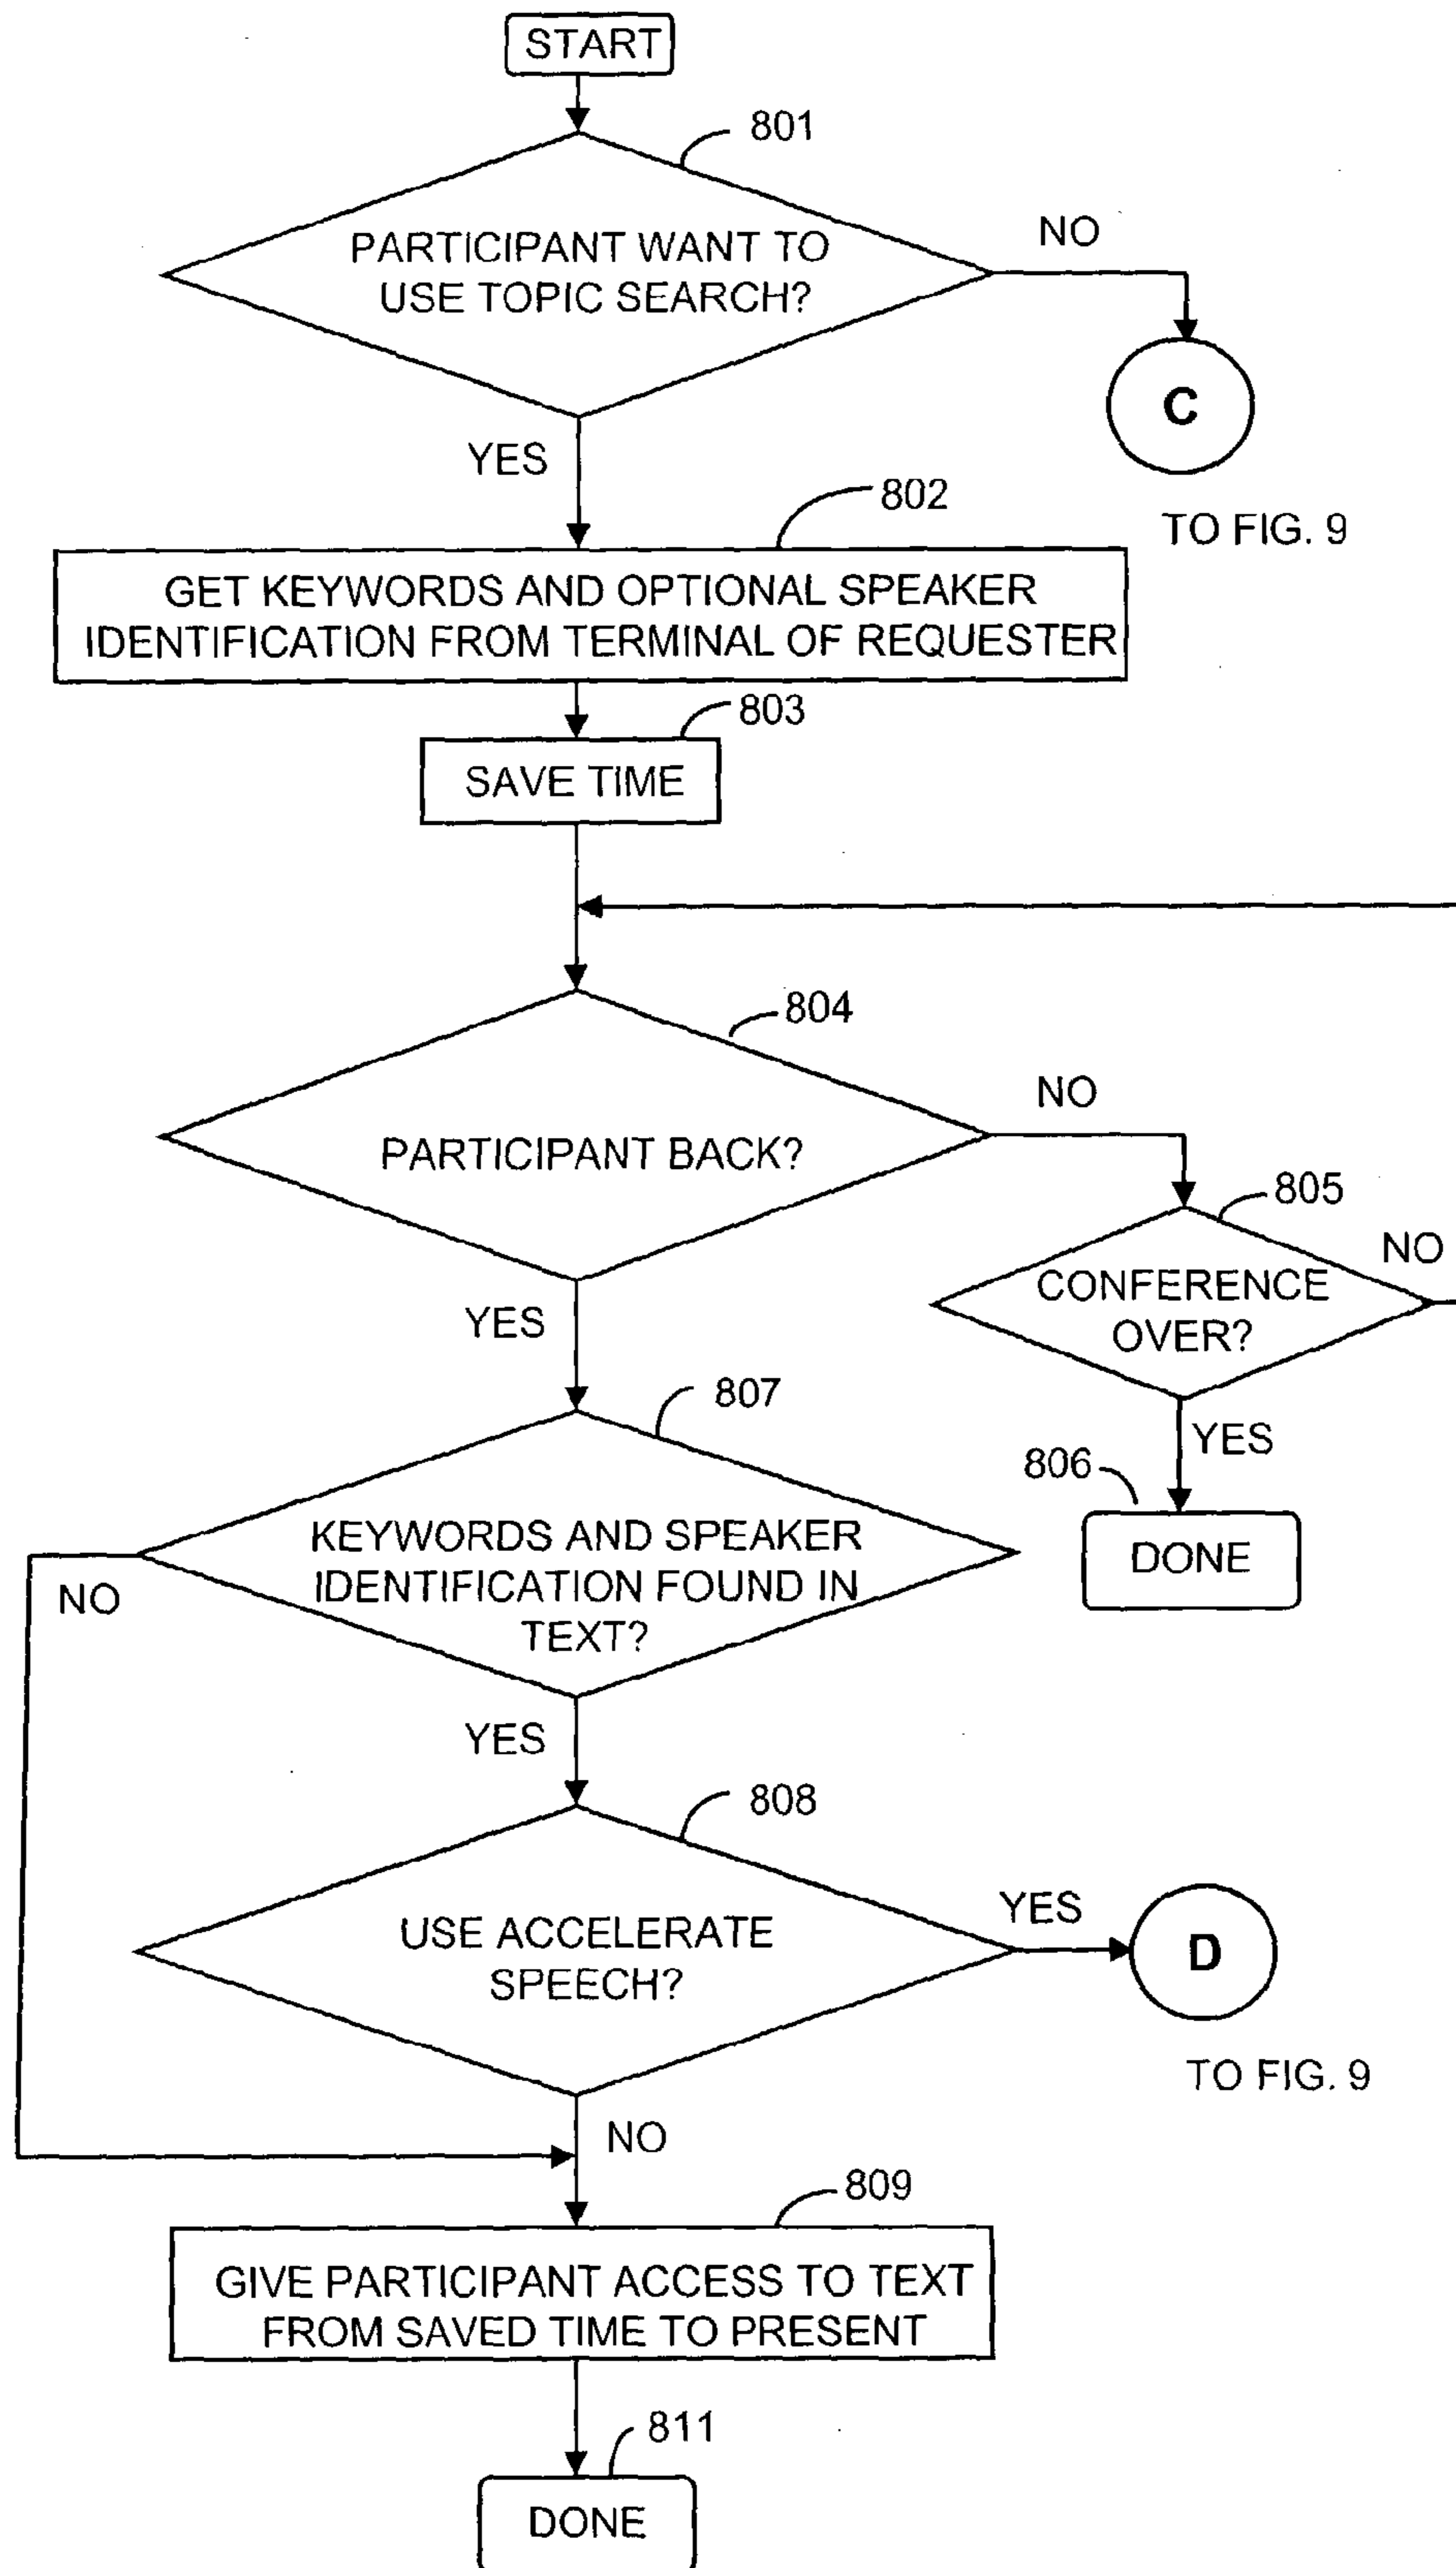 START
801
PARTICIPANT WANT TO
USE TOPIC SEARCH?
NO
C
TO FIG. 9
YES
802
GET KEYWORDS AND OPTIONAL SPEAKER
IDENTIFICATION FROM TERMINAL OF REQUESTER
803
SAVE TIME
804
PARTICIPANT BACK?
NO
805
CONFERENCE
OVER?
NO
YES
806
DONE
YES
807
KEYWORDS AND SPEAKER
IDENTIFICATION FOUND IN
TEXT?
NO
YES
808
USE ACCELERATE
SPEECH?
YES
D
TO FIG. 9
NO
809
GIVE PARTICIPANT ACCESS TO TEXT
FROM SAVED TIME TO PRESENT
811
DONE